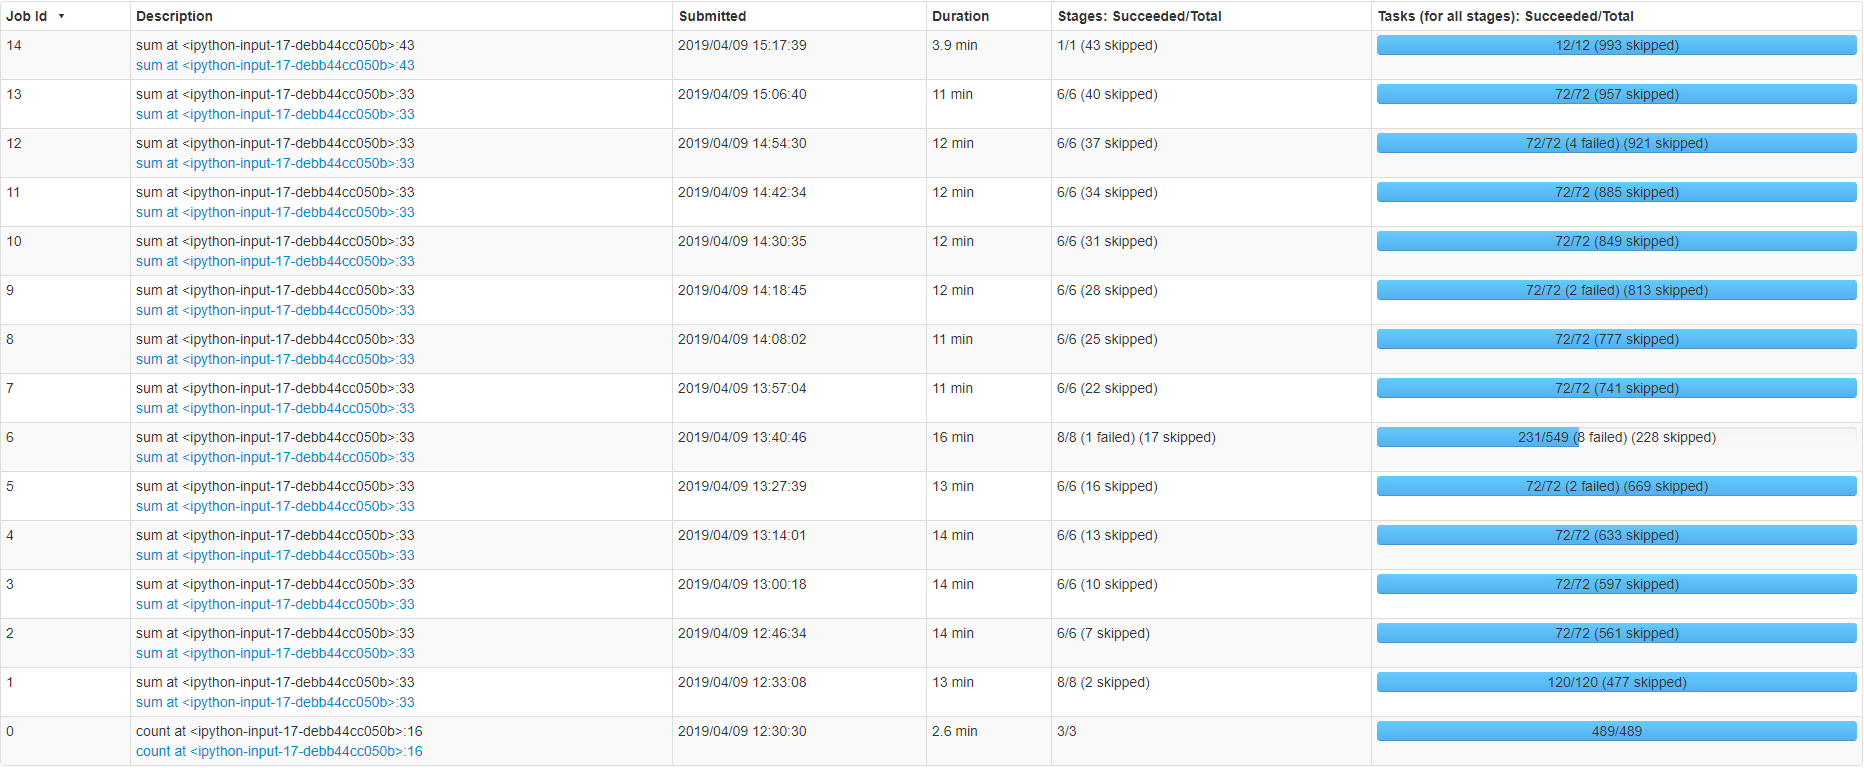 Job Id ▾ Description Submitted Duration Stages: Succeeded/Total Tasks (for all stages): Succeeded/Total
14 sum at <ipython-input-17-debb44cc050b>:43 2019/04/09 15:17:39 3.9 min 1/1 (43 skipped) 12/12 (993 skipped)
sum at <ipython-input-17-debb44cc050b>:43
13 sum at <ipython-input-17-debb44cc050b>:33 2019/04/09 15:06:40 11 min 6/6 (40 skipped) 72/72 (957 skipped)
sum at <ipython-input-17-debb44cc050b>:33
12 sum at <ipython-input-17-debb44cc050b>:33 2019/04/09 14:54:30 12 min 6/6 (37 skipped) 72/72 (4 failed) (921 skipped)
sum at <ipython-input-17-debb44cc050b>:33
11 sum at <ipython-input-17-debb44cc050b>:33 2019/04/09 14:42:34 12 min 6/6 (34 skipped) 72/72 (885 skipped)
sum at <ipython-input-17-debb44cc050b>:33
10 sum at <ipython-input-17-debb44cc050b>:33 2019/04/09 14:30:35 12 min 6/6 (31 skipped) 72/72 (849 skipped)
sum at <ipython-input-17-debb44cc050b>:33
9 sum at <ipython-input-17-debb44cc050b>:33 2019/04/09 14:18:45 12 min 6/6 (28 skipped) 72/72 (2 failed) (813 skipped)
sum at <ipython-input-17-debb44cc050b>:33
8 sum at <ipython-input-17-debb44cc050b>:33 2019/04/09 14:08:02 11 min 6/6 (25 skipped) 72/72 (777 skipped)
sum at <ipython-input-17-debb44cc050b>:33
7 sum at <ipython-input-17-debb44cc050b>:33 2019/04/09 13:57:04 11 min 6/6 (22 skipped) 72/72 (741 skipped)
sum at <ipython-input-17-debb44cc050b>:33
6 sum at <ipython-input-17-debb44cc050b>:33 2019/04/09 13:40:46 16 min 8/8 (1 failed) (17 skipped) 231/549 (8 failed) (228 skipped)
sum at <ipython-input-17-debb44cc050b>:33
5 sum at <ipython-input-17-debb44cc050b>:33 2019/04/09 13:27:39 13 min 6/6 (16 skipped) 72/72 (2 failed) (669 skipped)
sum at <ipython-input-17-debb44cc050b>:33
4 sum at <ipython-input-17-debb44cc050b>:33 2019/04/09 13:14:01 14 min 6/6 (13 skipped) 72/72 (633 skipped)
sum at <ipython-input-17-debb44cc050b>:33
3 sum at <ipython-input-17-debb44cc050b>:33 2019/04/09 13:00:18 14 min 6/6 (10 skipped) 72/72 (597 skipped)
sum at <ipython-input-17-debb44cc050b>:33
2 sum at <ipython-input-17-debb44cc050b>:33 2019/04/09 12:46:34 14 min 6/6 (7 skipped) 72/72 (561 skipped)
sum at <ipython-input-17-debb44cc050b>:33
1 sum at <ipython-input-17-debb44cc050b>:33 2019/04/09 12:33:08 13 min 8/8 (2 skipped) 120/120 (477 skipped)
sum at <ipython-input-17-debb44cc050b>:33
0 count at <ipython-input-17-debb44cc050b>:16 2019/04/09 12:30:30 2.6 min 3/3 489/489
count at <ipython-input-17-debb44cc050b>:16